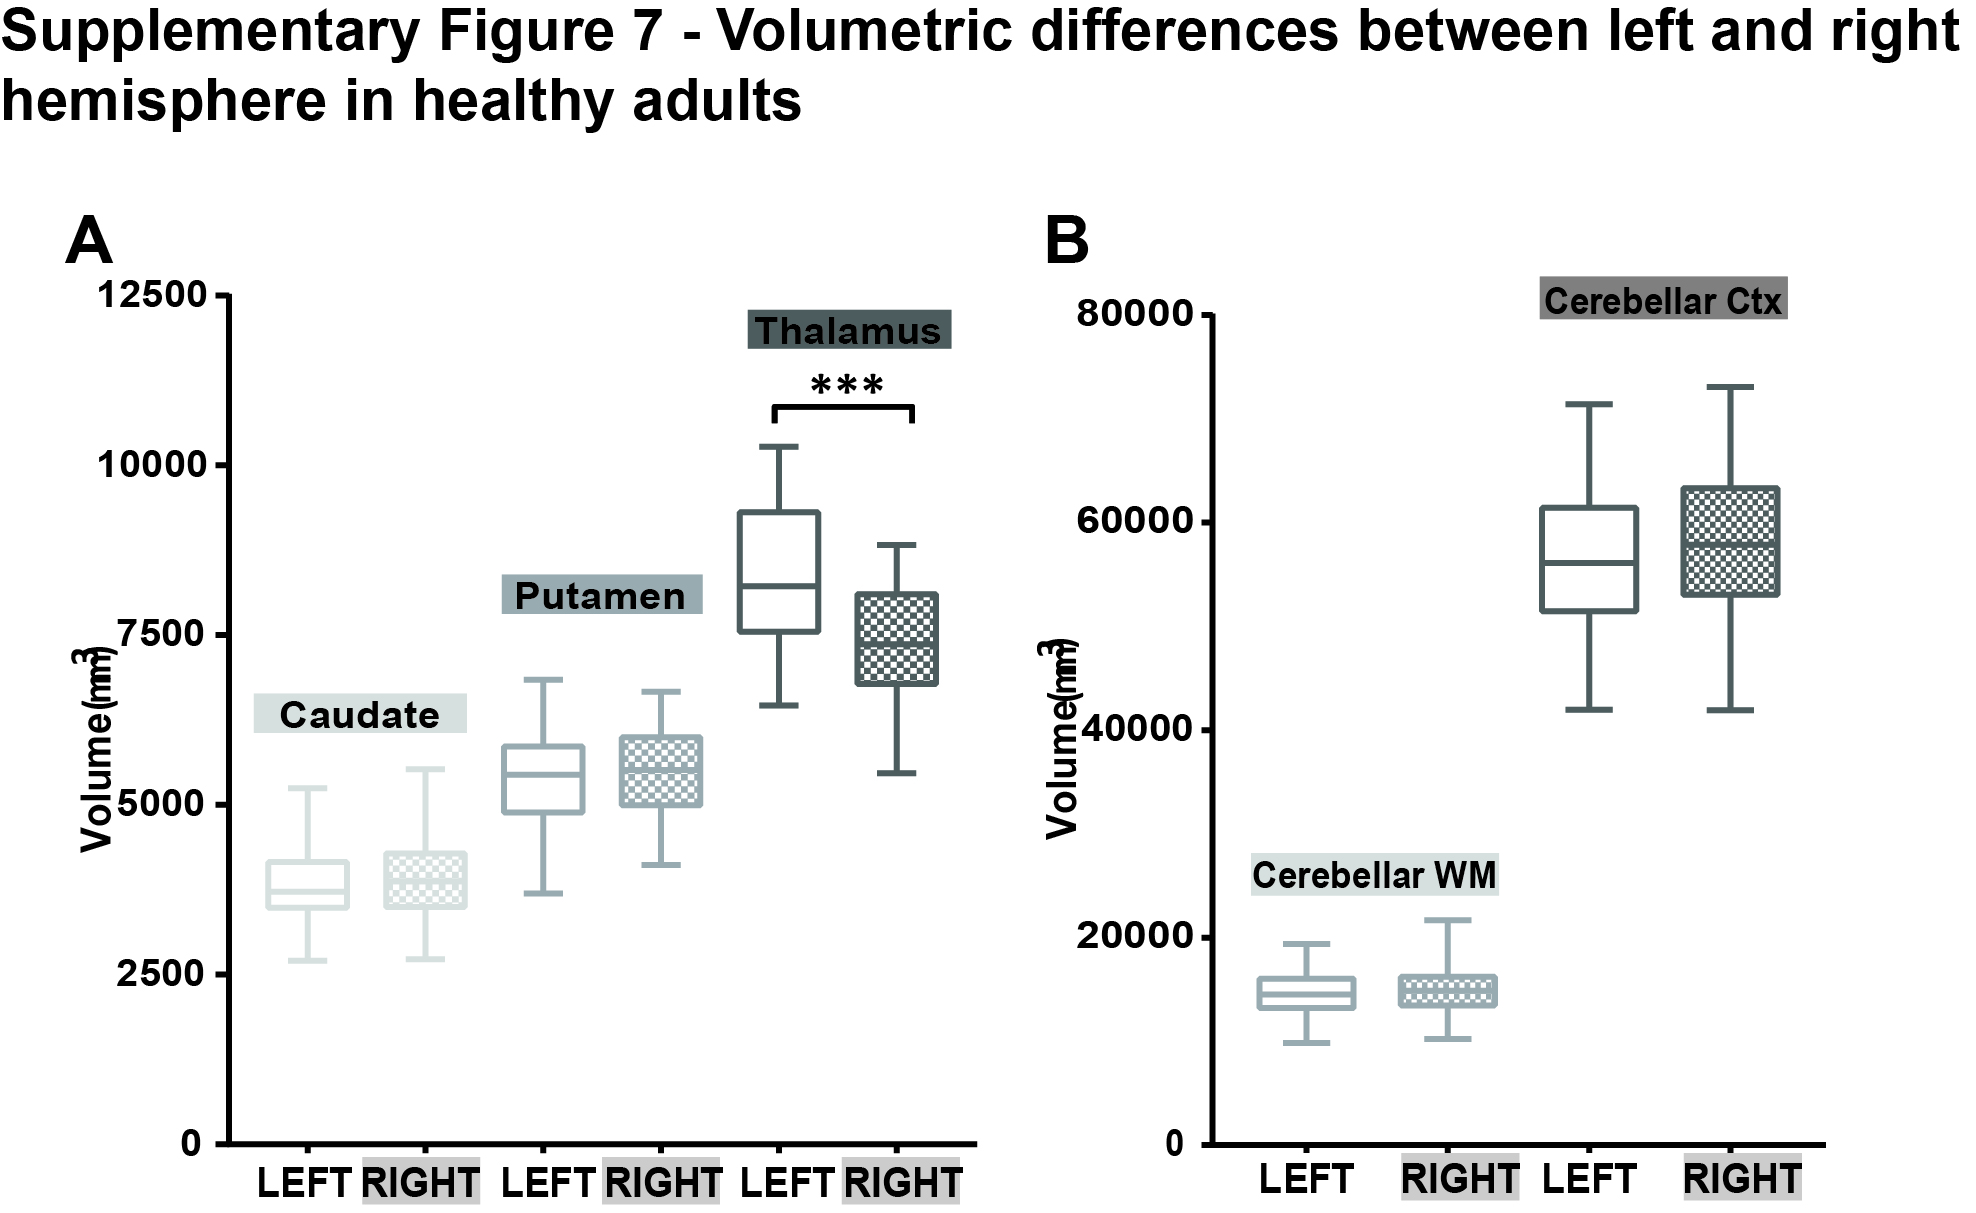 Supplementary Figure 7 - Volumetric differences between left and right
hemisphere in healthy adults
A
12500
10000
7500
5000
2500
0
Volume (mm3)
Caudate
Putamen
Thalamus
***
LEFT RIGHT LEFT RIGHT LEFT RIGHT
B
80000
60000
40000
20000
0
Volume (mm3)
Cerebellar WM
Cerebellar Ctx
LEFT RIGHT LEFT RIGHT